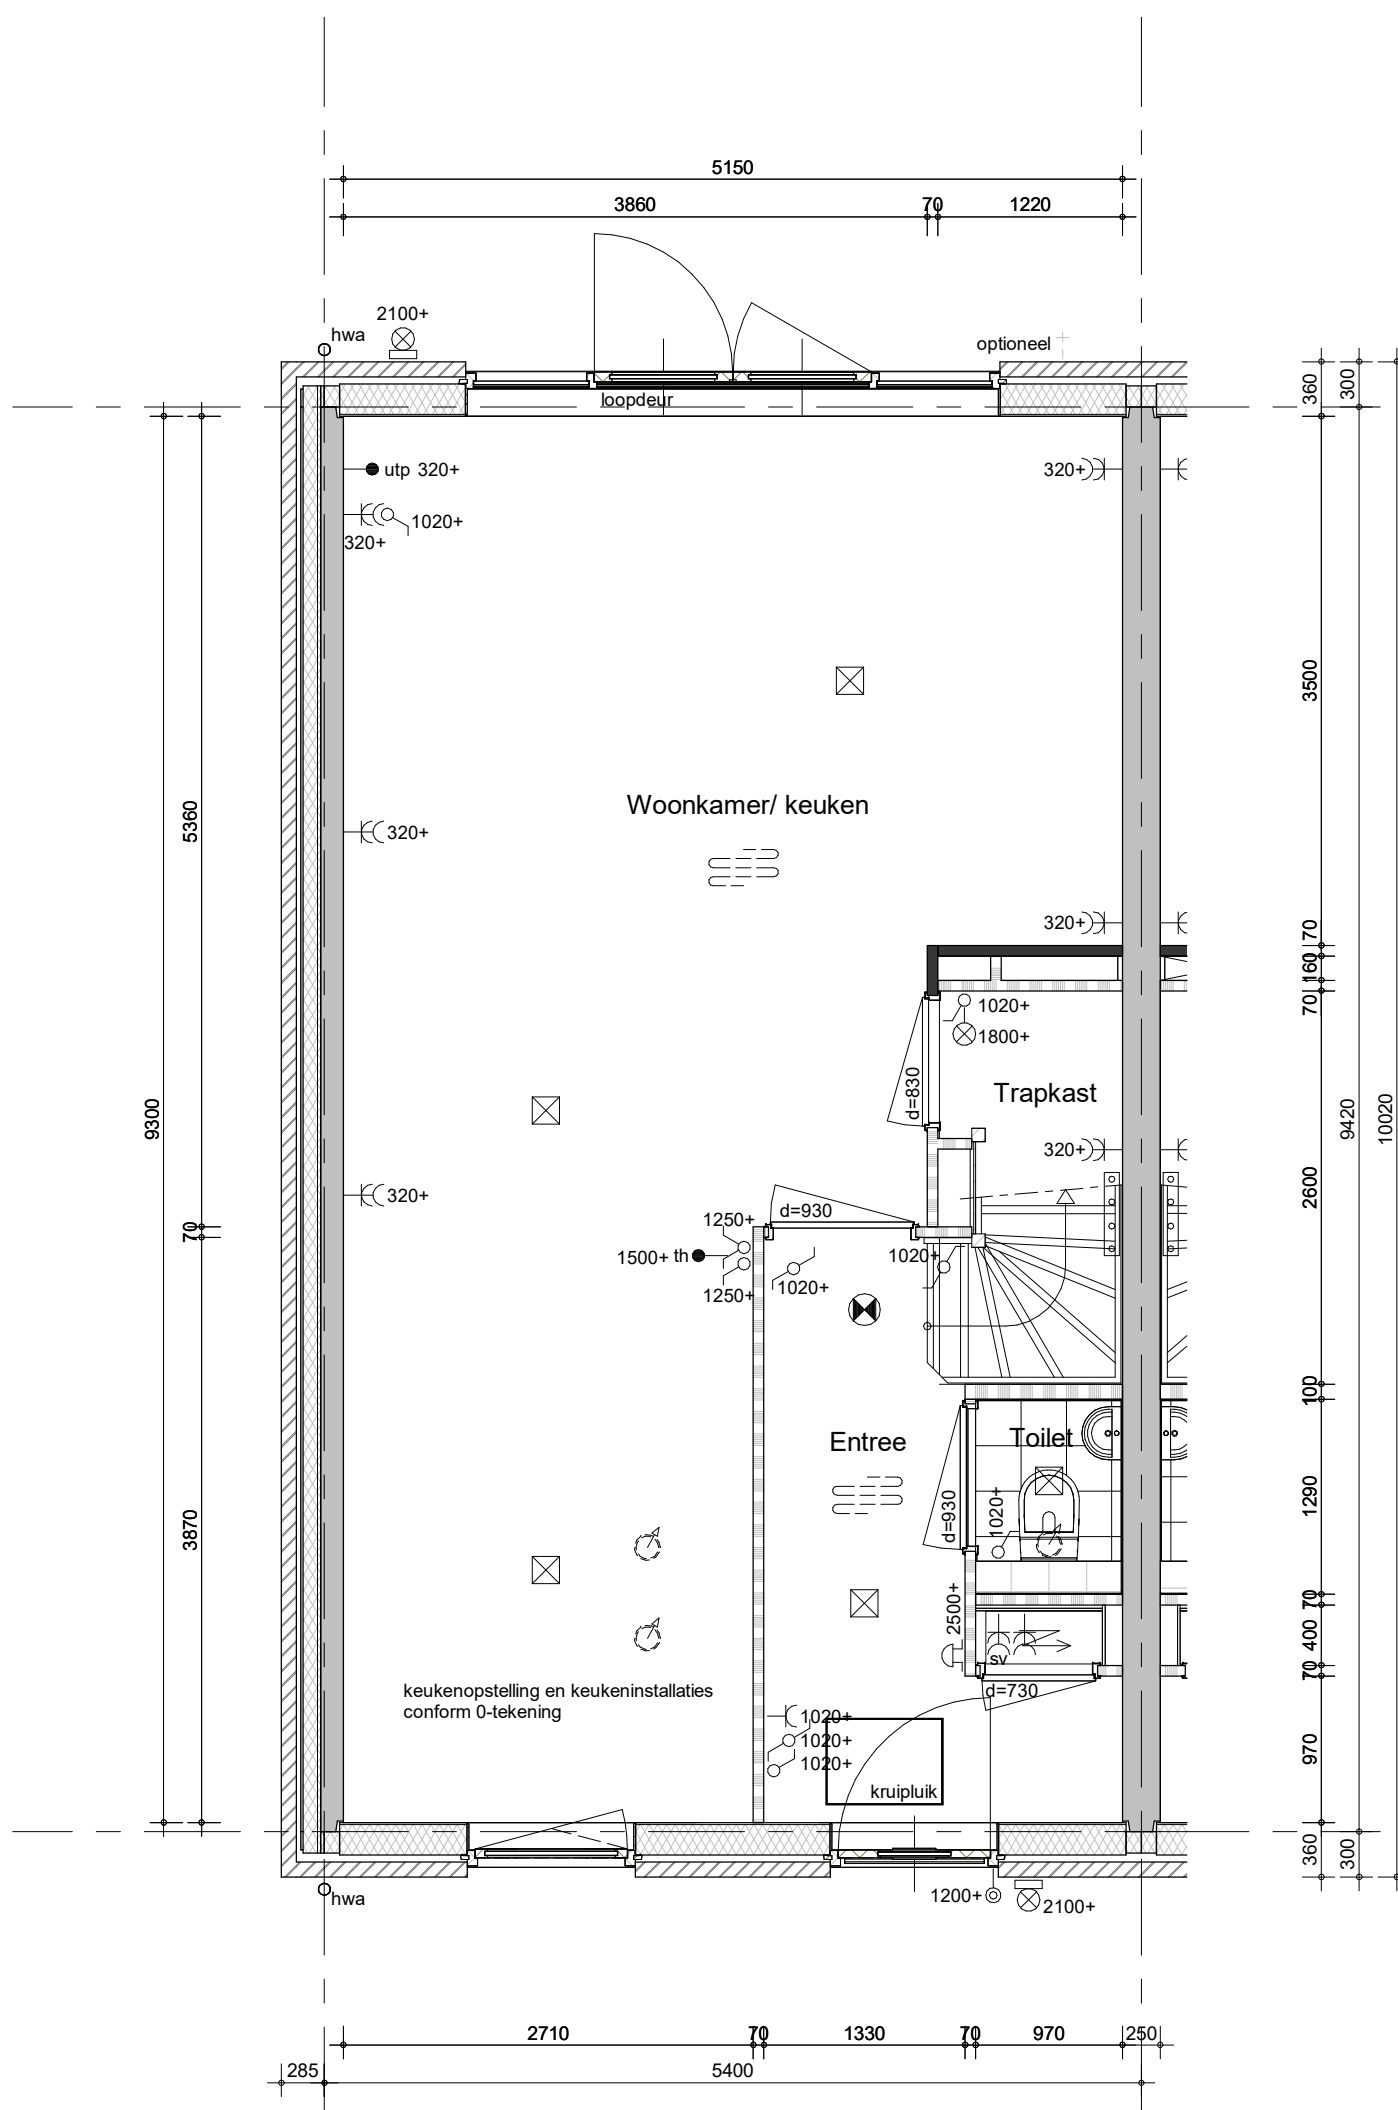 5150
3860 70 1220
2100+
hwa
optioneel
loopdeur
360 300
utp 320+
320+
1020+
320+
3500
Woonkamer/ keuken
5360
320+
320+
70
160
70
1020+
1800+
d=830
Trapkast
9300
9420 10020
320+
2600
320+
d=930
1250+
70
1500+ th
1020+
1020+
1250+
100
Entree
Toilet
1290
d=930
1020+
3870
2500+
70
400
sv
70
d=730
keukenopstelling en keukeninstallaties
conform 0-tekening
1020+
1020+
1020+
970
kruipluik
360 300
hwa
1200+
2100+
2710 70 1330 70 970 250
285 5400